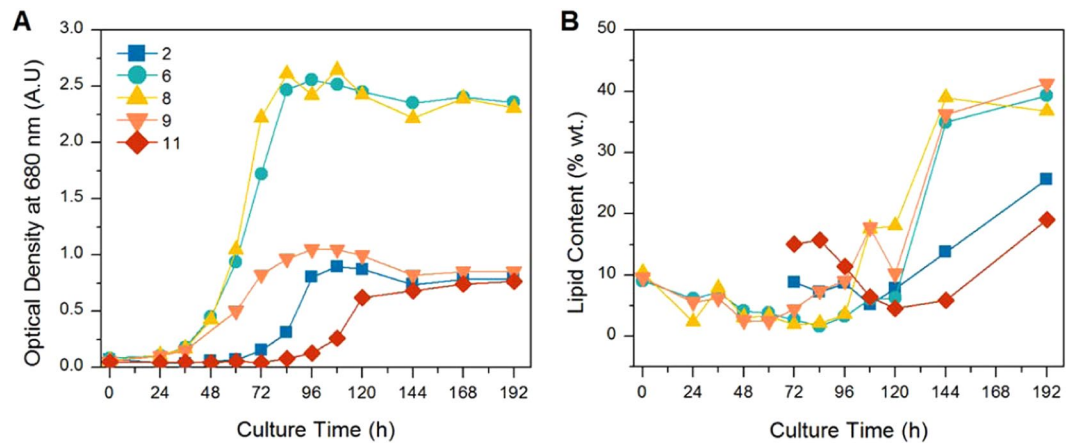 A
Optical Density at 680 nm (A.U)
3.0
2.5
2.0
1.5
1.0
0.5
0.0
2
6
8
9
11
0 24 48 72 96 120 144 168 192
Culture Time (h)
B
Lipid Content (% wt.)
50
40
30
20
10
0
0 24 48 72 96 120 144 168 192
Culture Time (h)